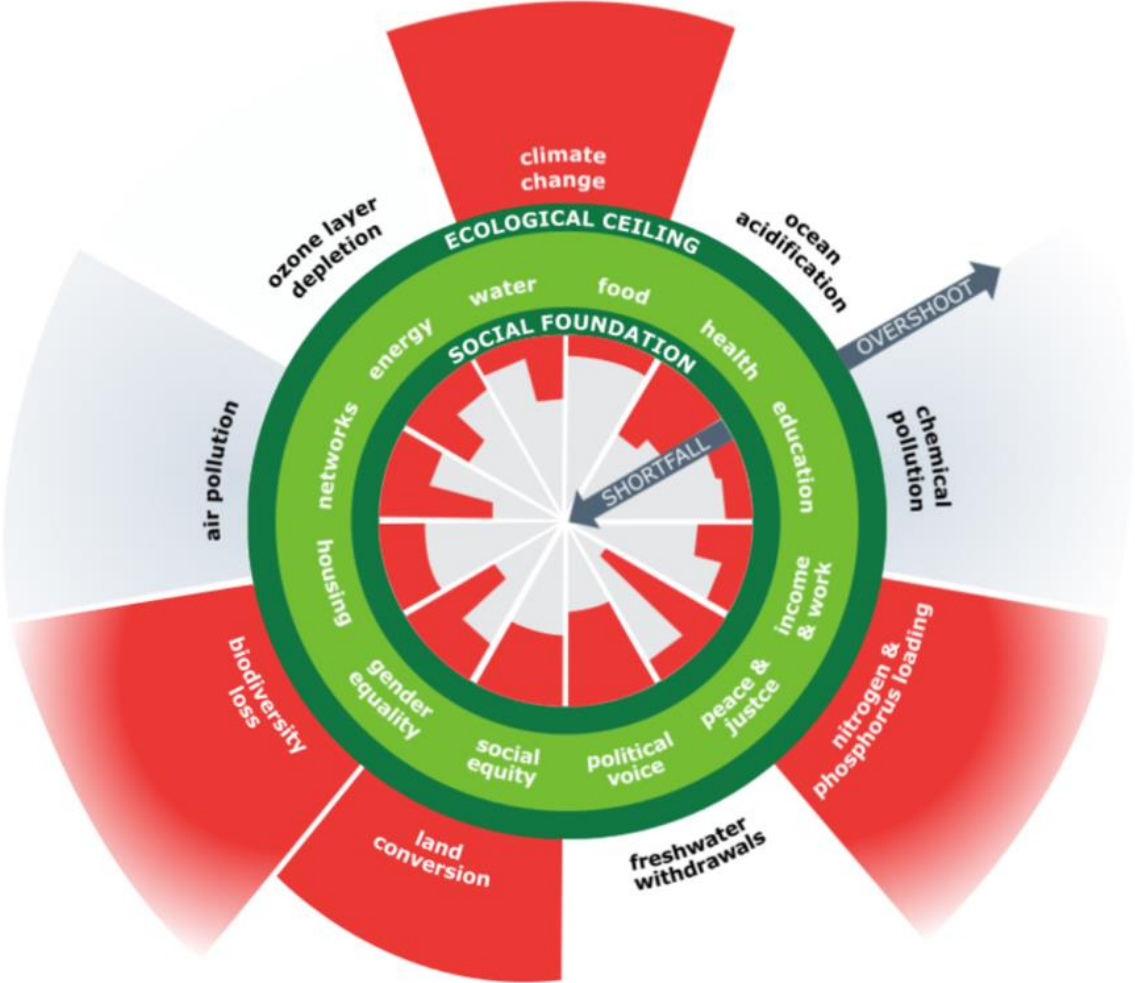 climate
change
ECOLOGICAL CEILING
ozone layer
depletion
ocean
acidification
OVERSHOOT
water
food
energy
health
SOCIAL FOUNDATION
networks
education
SHORTFALL
air pollution
chemical
pollution
housing
income
& work
biodiversity
loss
gender
equality
social
equity
political
voice
peace &
justce
nitrogen &
phosphorus loading
land
conversion
freshwater
withdrawals